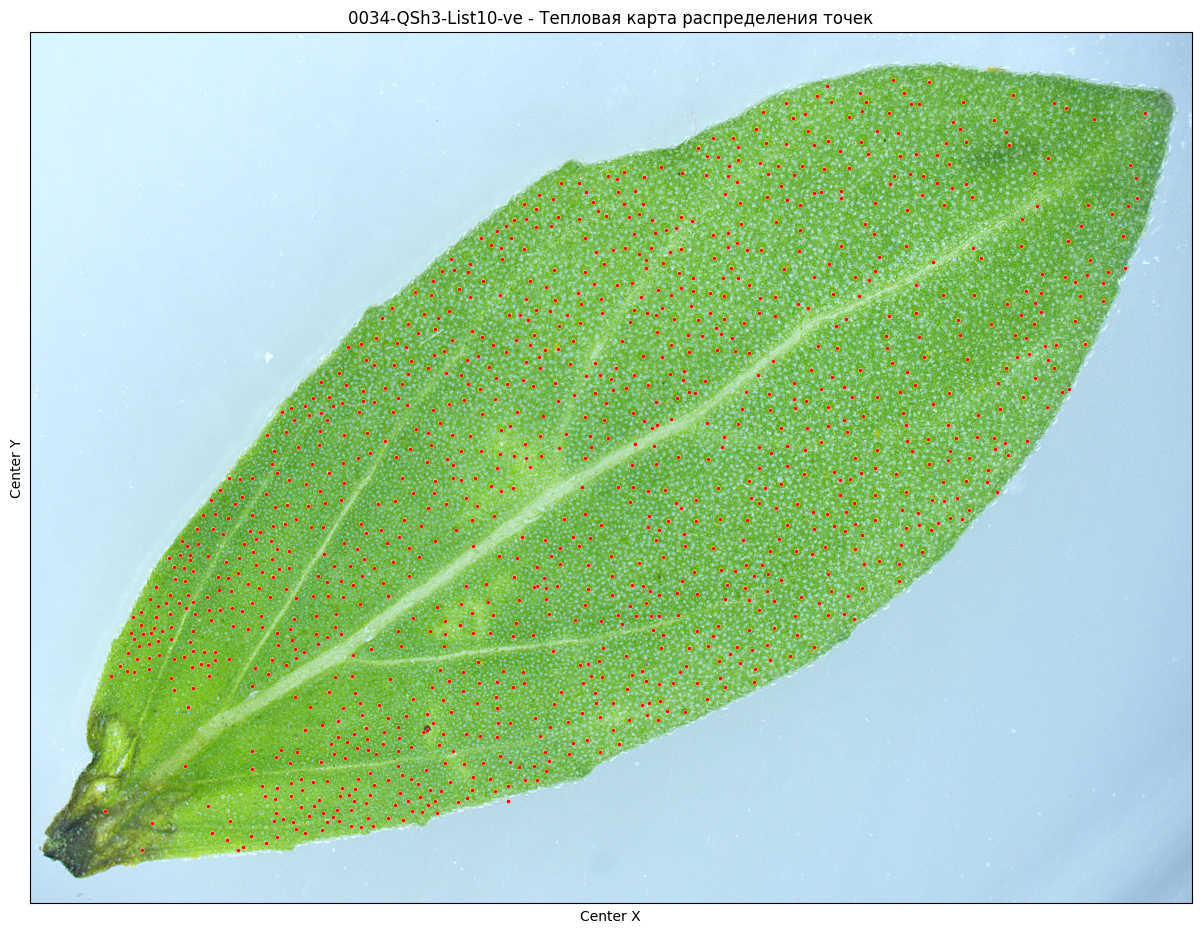 0034-QSh3-List10-ve - Тепловая карта распределения точек
Center Y
Center X